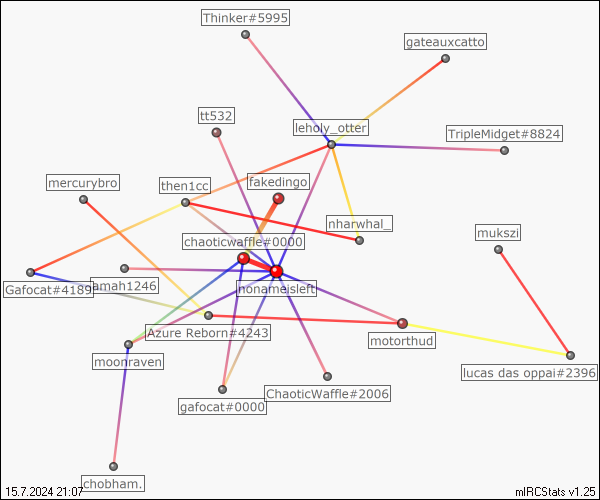 Thinker#5995
gateauxcatto
tt532
leholy_otter
TripleMidget#8824
mercurybro
then1cc
fakedingo
nharwhal_
mukszi
chaoticwaffle#0000
Gafocat#4189
amah1246
nonameisleft
Azure Reborn#4243
motorthud
moonraven
lucas das oppai#2396
ChaoticWaffle#2006
gafocat#0000
chobham.
15.7.2024 21:07
mIRCStats v1.25